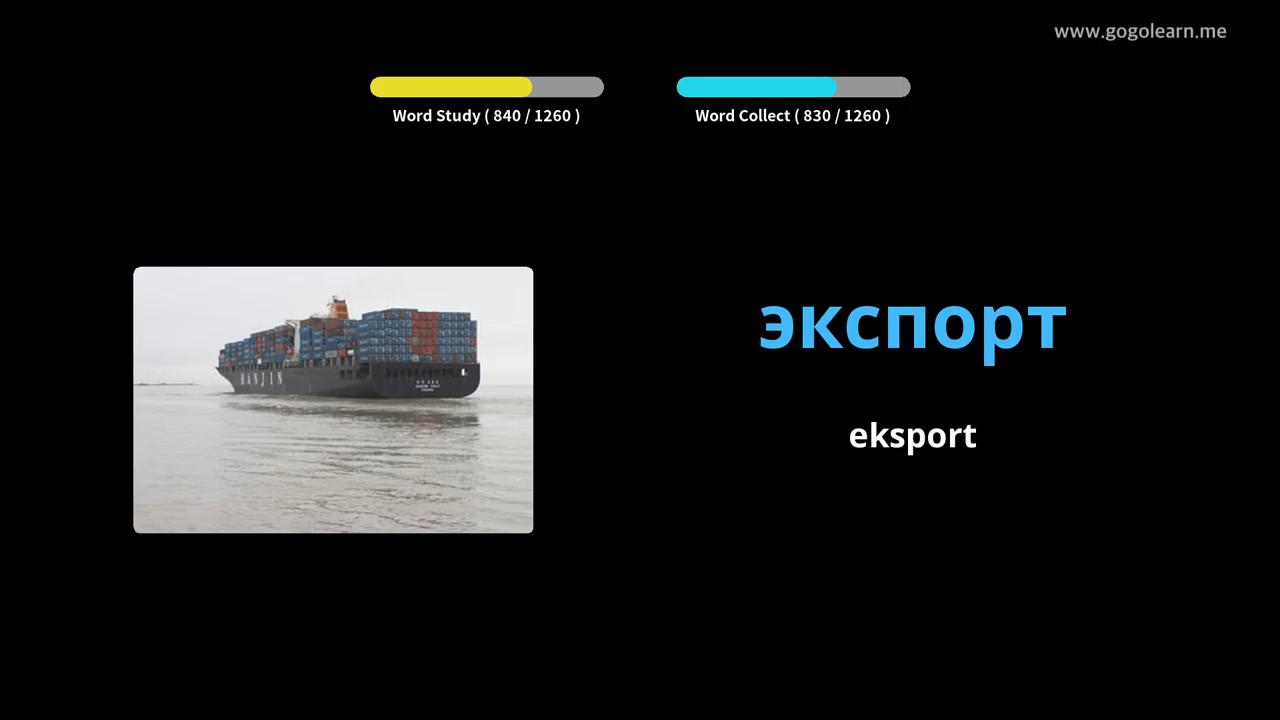 www.gogolearn.me
Word Study ( 840 / 1260 )
Word Collect ( 830 / 1260 )
экспорт
eksport
HANJIN